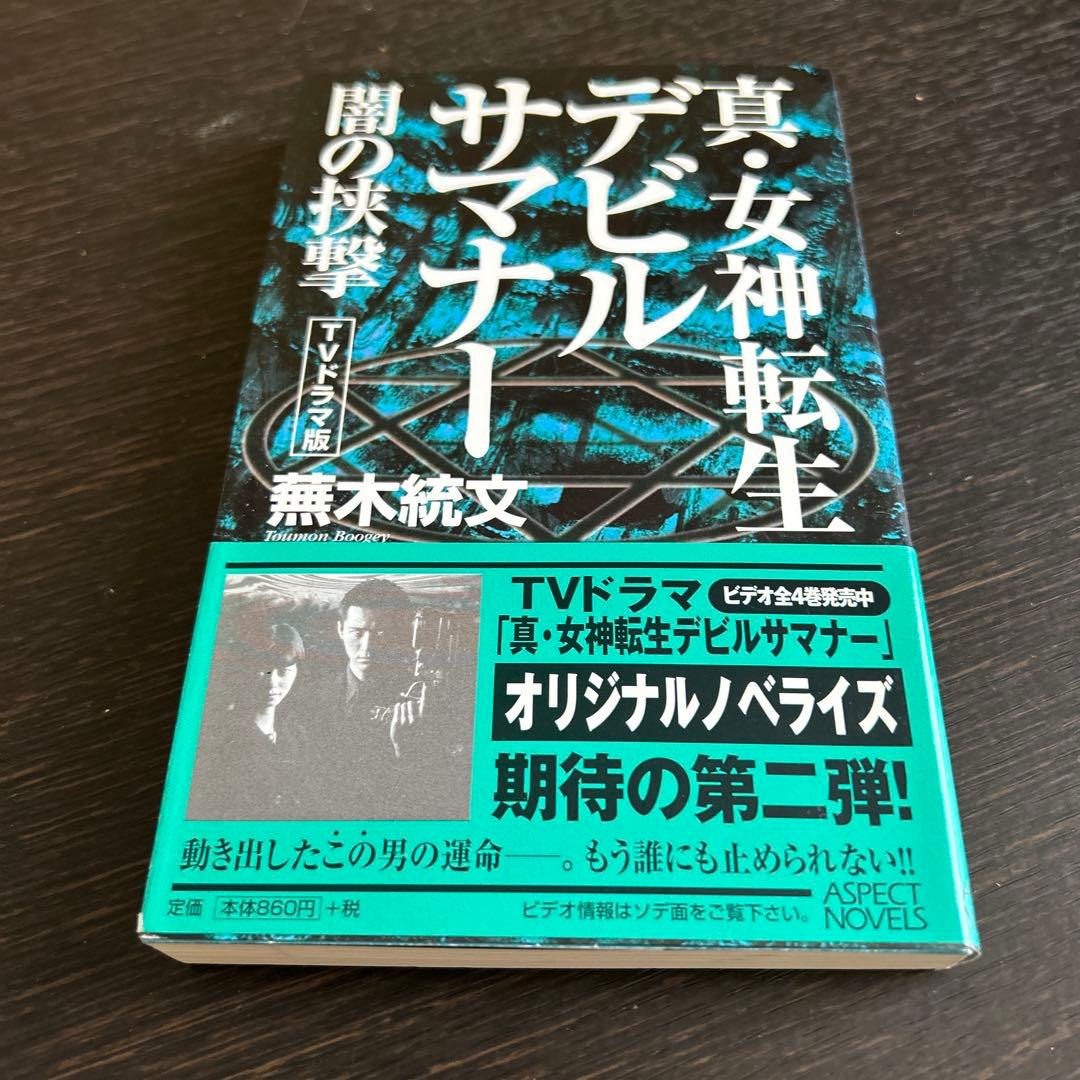 真・女神転生
デビル
サマナー
闇の挟撃
TVドラマ版
蕪木統文
Toumon Boogey
TVドラマ
ビデオ全4巻発売中
「真・女神転生デビルサマナー」
オリジナルノベライズ
期待の第二弾!
動き出したこの男の運命――。もう誰にも止められない!!
定価 本体860円+税
ビデオ情報はソデ面をご覧下さい。
ASPECT
NOVELS